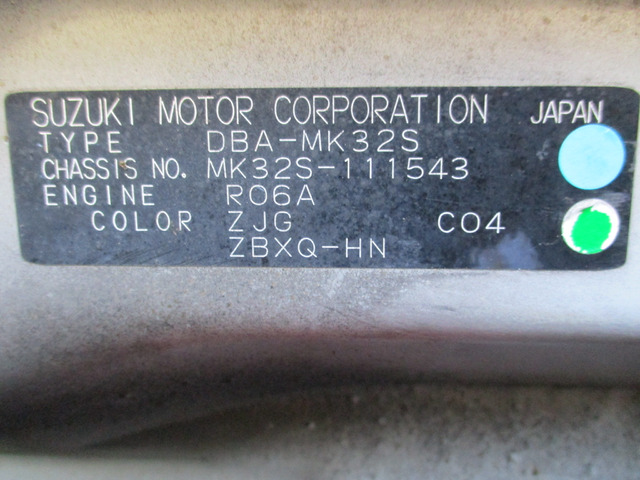 SUZUKI MOTOR CORPORATION JAPAN
TYPE DBA-MK32S
CHASSIS NO. MK32S-111543
ENGINE R06A
COLOR ZJG C04
ZBXQ-HN